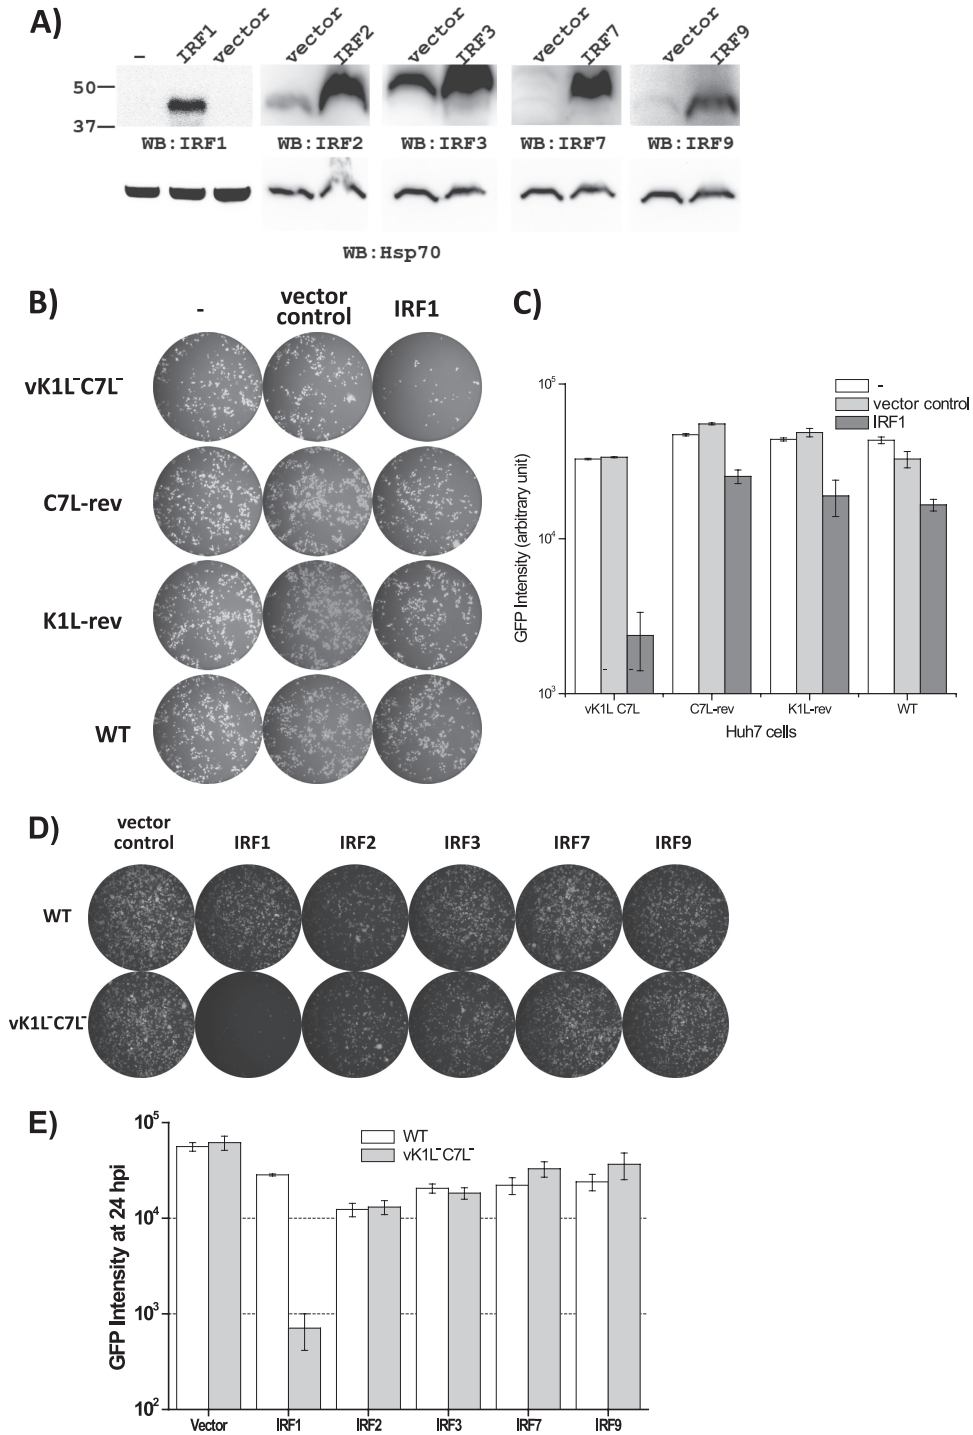 A)
– IRF1 vector vector IRF2 vector IRF3 vector IRF7 vector IRF9
50
37
WB:IRF1 WB:IRF2 WB:IRF3 WB:IRF7 WB:IRF9
WB:Hsp70
B)
- vector control IRF1
vK1L⁻C7L⁻
C7L-rev
K1L-rev
WT
C)
-
vector control
IRF1
GFP Intensity (arbitrary unit)
10⁵
10⁴
10³
vK1L C7L C7L-rev K1L-rev WT
Huh7 cells
D)
vector control IRF1 IRF2 IRF3 IRF7 IRF9
WT
vK1L⁻C7L⁻
E)
WT
vK1L⁻C7L⁻
GFP Intensity at 24 hpi
10⁵
10⁴
10³
10²
Vector IRF1 IRF2 IRF3 IRF7 IRF9